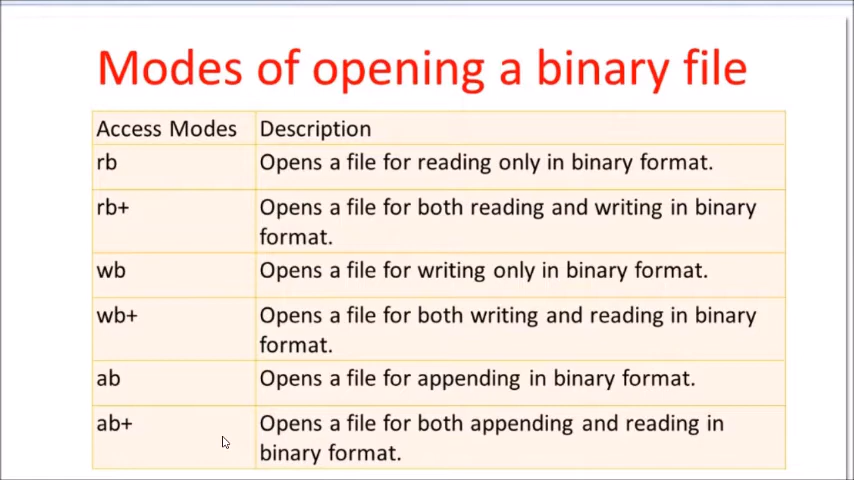 Modes of opening a binary file
Access Modes Description
rb Opens a file for reading only in binary format.
rb+ Opens a file for both reading and writing in binary
format.
wb Opens a file for writing only in binary format.
wb+ Opens a file for both writing and reading in binary
format.
ab Opens a file for appending in binary format.
ab+ Opens a file for both appending and reading in
binary format.